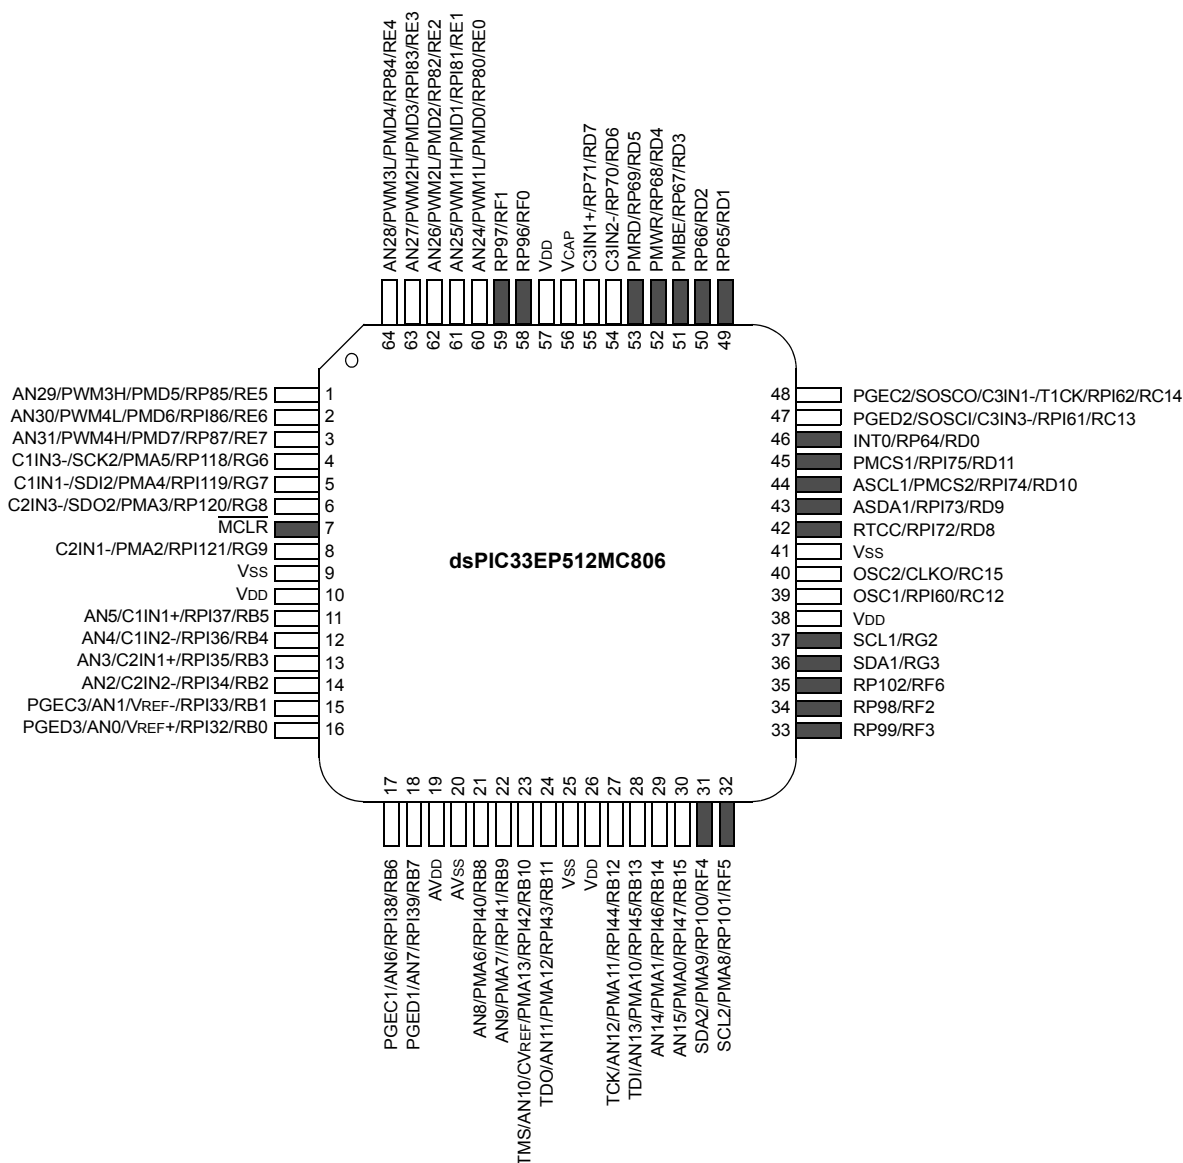 AN28/PWM3L/PMD4/RP84/RE4
AN27/PWM2H/PMD3/RPI83/RE3
AN26/PWM2L/PMD2/RP82/RE2
AN25/PWM1H/PMD1/RPI81/RE1
AN24/PWM1L/PMD0/RP80/RE0
RP97/RF1
RP96/RF0
VDD
VCAP
C3IN1+/RP71/RD7
C3IN2-/RP70/RD6
PMRD/RP69/RD5
PMWR/RP68/RD4
PMBE/RP67/RD3
RP66/RD2
RP65/RD1
64
63
62
61
60
59
58
57
56
55
54
53
52
51
50
49
AN29/PWM3H/PMD5/RP85/RE5 1
AN30/PWM4L/PMD6/RPI86/RE6 2
AN31/PWM4H/PMD7/RP87/RE7 3
C1IN3-/SCK2/PMA5/RP118/RG6 4
C1IN1-/SDI2/PMA4/RPI119/RG7 5
C2IN3-/SDO2/PMA3/RP120/RG8 6
MCLR 7
C2IN1-/PMA2/RPI121/RG9 8
VSS 9
VDD 10
AN5/C1IN1+/RPI37/RB5 11
AN4/C1IN2-/RPI36/RB4 12
AN3/C2IN1+/RPI35/RB3 13
AN2/C2IN2-/RPI34/RB2 14
PGEC3/AN1/VREF-/RPI33/RB1 15
PGED3/AN0/VREF+/RPI32/RB0 16
dsPIC33EP512MC806
48 PGEC2/SOSCO/C3IN1-/T1CK/RPI62/RC14
47 PGED2/SOSCI/C3IN3-/RPI61/RC13
46 INT0/RP64/RD0
45 PMCS1/RPI75/RD11
44 ASCL1/PMCS2/RPI74/RD10
43 ASDA1/RPI73/RD9
42 RTCC/RPI72/RD8
41 VSS
40 OSC2/CLKO/RC15
39 OSC1/RPI60/RC12
38 VDD
37 SCL1/RG2
36 SDA1/RG3
35 RP102/RF6
34 RP98/RF2
33 RP99/RF3
17
18
19
20
21
22
23
24
25
26
27
28
29
30
31
32
PGEC1/AN6/RPI38/RB6
PGED1/AN7/RPI39/RB7
AVDD
AVSS
AN8/PMA6/RPI40/RB8
AN9/PMA7//RPI41/RB9
TMS/AN10/CVREF/PMA13/RPI42/RB10
TDO/AN11/PMA12/RPI43/RB11
VSS
VDD
TCK/AN12/PMA11/RPI44/RB12
TDI/AN13/PMA10/RPI45/RB13
AN14/PMA1/RPI46/RB14
AN15/PMA0/RPI47/RB15
SDA2/PMA9/RP100/RF4
SCL2/PMA8/RP101/RF5